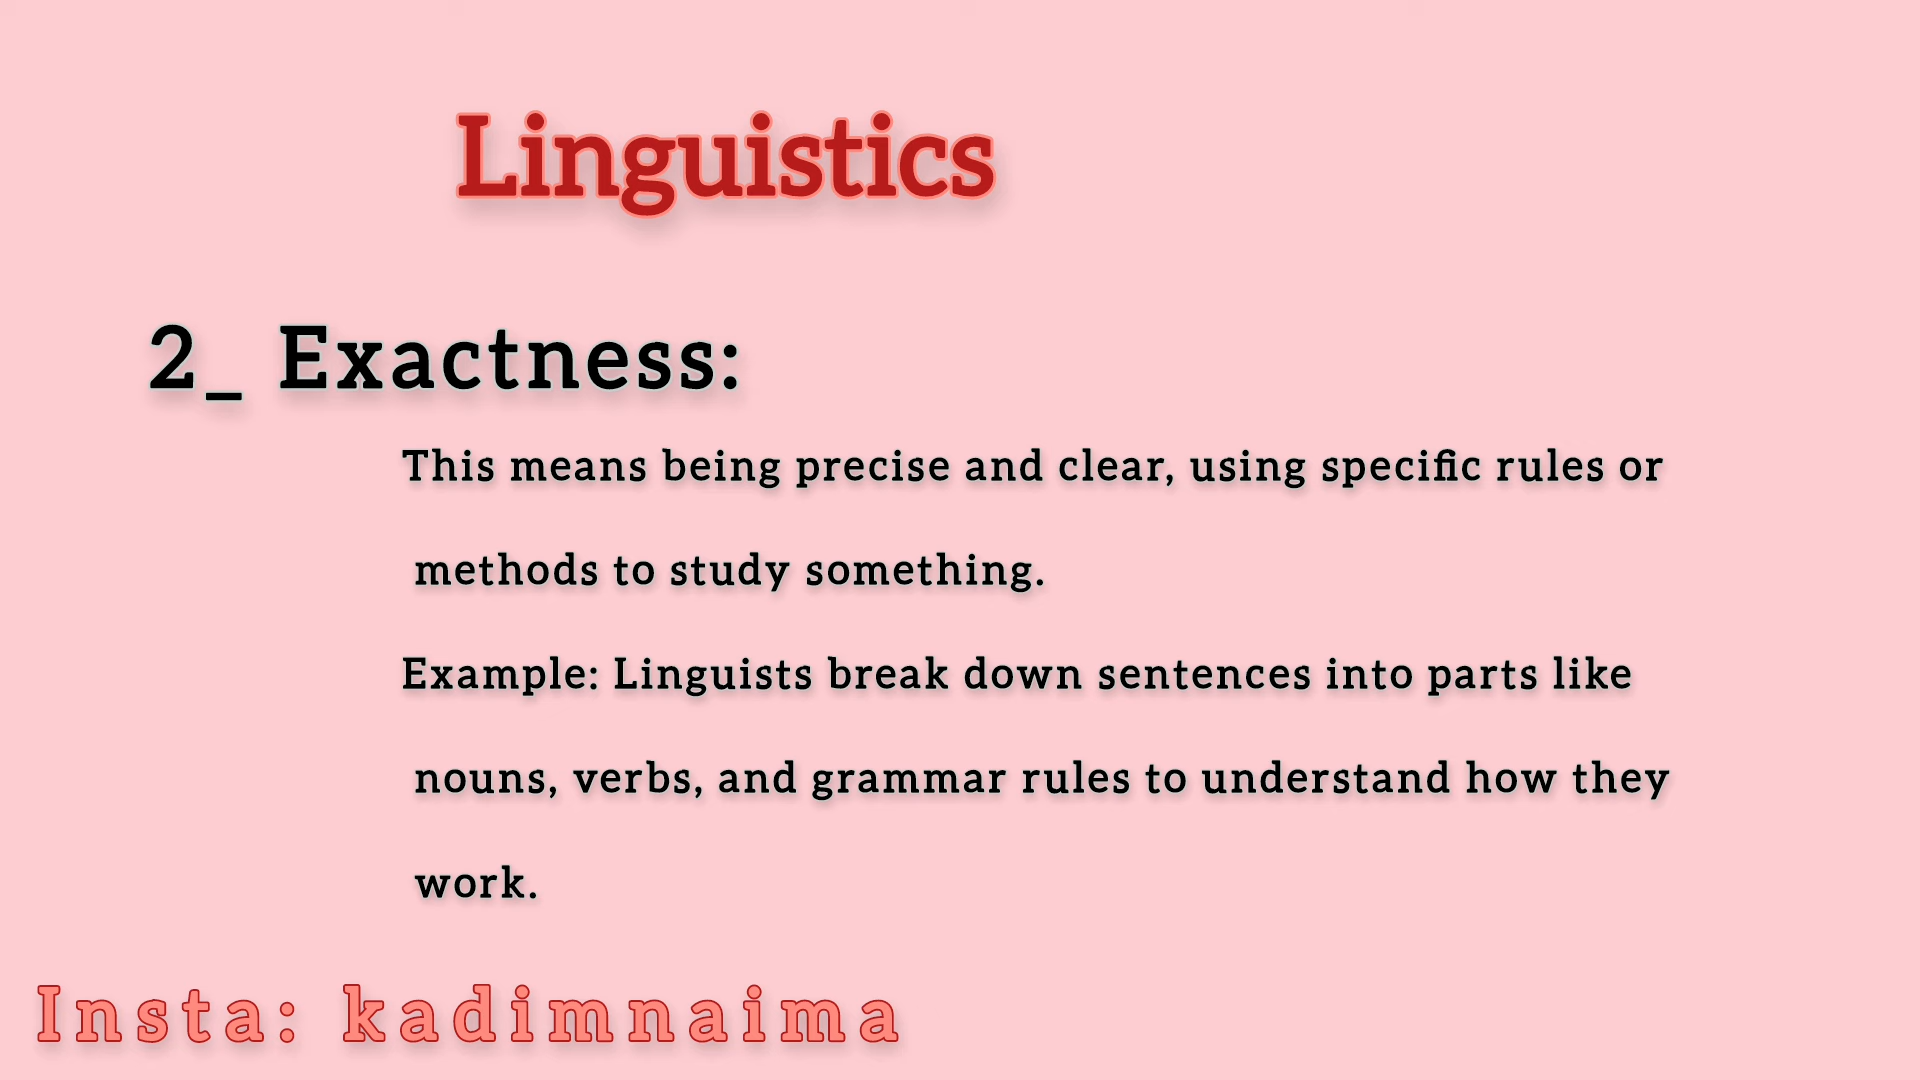 Linguistics
2_ Exactness:
This means being precise and clear, using specific rules or
methods to study something.
Example: Linguists break down sentences into parts like
nouns, verbs, and grammar rules to understand how they
work.
Insta: kadimnaima